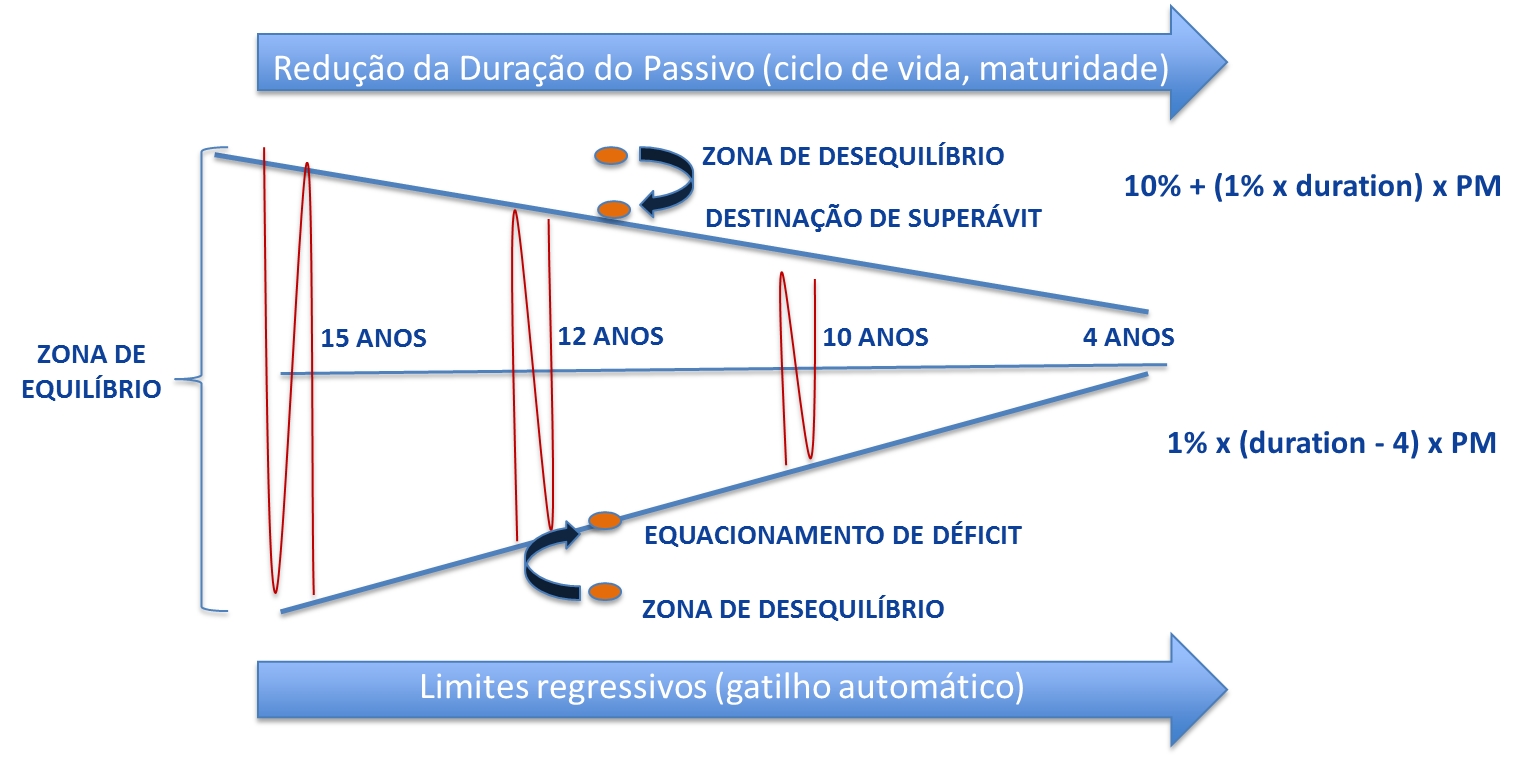 Redução da Duração do Passivo (ciclo de vida, maturidade)
ZONA DE DESEQUILÍBRIO
10% + (1% x duration) x PM
DESTINAÇÃO DE SUPERÁVIT
ZONA DE
EQUILÍBRIO
15 ANOS
12 ANOS
10 ANOS
4 ANOS
1% x (duration - 4) x PM
EQUACIONAMENTO DE DÉFICIT
ZONA DE DESEQUILÍBRIO
Limites regressivos (gatilho automático)